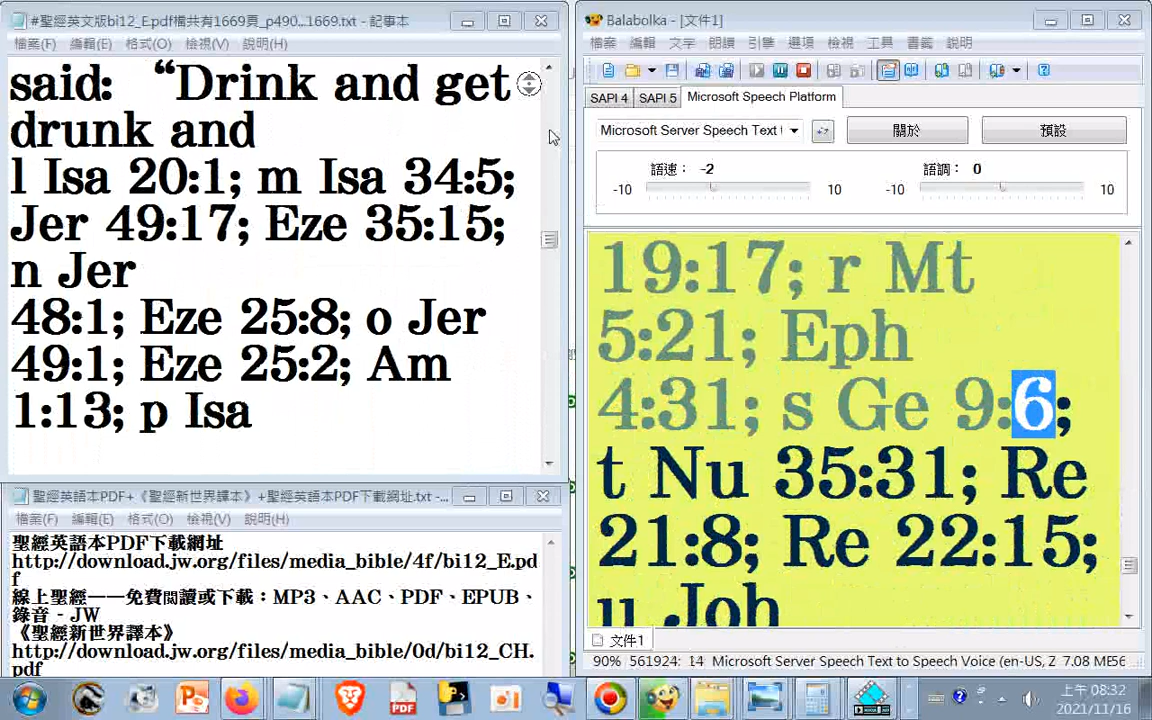 #聖經英文版bi12_Epdf檔共有1669頁_p490...1669.txt - 記事本
檔案(F) 編輯(E) 格式(O) 檢視(V) 說明(H)
said: “Drink and get
drunk and
l Isa 20:1; m Isa 34:5;
Jer 49:17; Eze 35:15;
n Jer
48:1; Eze 25:8; o Jer
49:1; Eze 25:2; Am
1:13; p Isa
聖經英語本PDF+《聖經新世界譯本》+聖經英語本PDF下載網址.txt - ...
檔案(F) 編輯(E) 格式(O) 檢視(V) 說明(H)
聖經英語本PDF下載網址
http://download.jw.org/files/media_bible/4f/bi12_E.pd
f
線上聖經──免費閱讀或下載：MP3、AAC、PDF、EPUB、
錄音 - JW
《聖經新世界譯本》
http://download.jw.org/files/media_bible/0d/bi12_CH.
pdf
Balabolka - [文件1]
檔案 編輯 文字 朗讀 引擎 選項 檢視 工具 書籤 說明
SAPI 4 SAPI 5 Microsoft Speech Platform
Microsoft Server Speech Text t 關於 預設
語速： -2 語調： 0
-10 10 -10 10
19:17; r Mt
5:21; Eph
4:31; s Ge 9:6;
t Nu 35:31; Re
21:8; Re 22:15;
u Joh
文件1
90% 561924: 14 Microsoft Server Speech Text to Speech Voice (en-US, Z 7.08 ME56
上午 08:32
2021/11/16